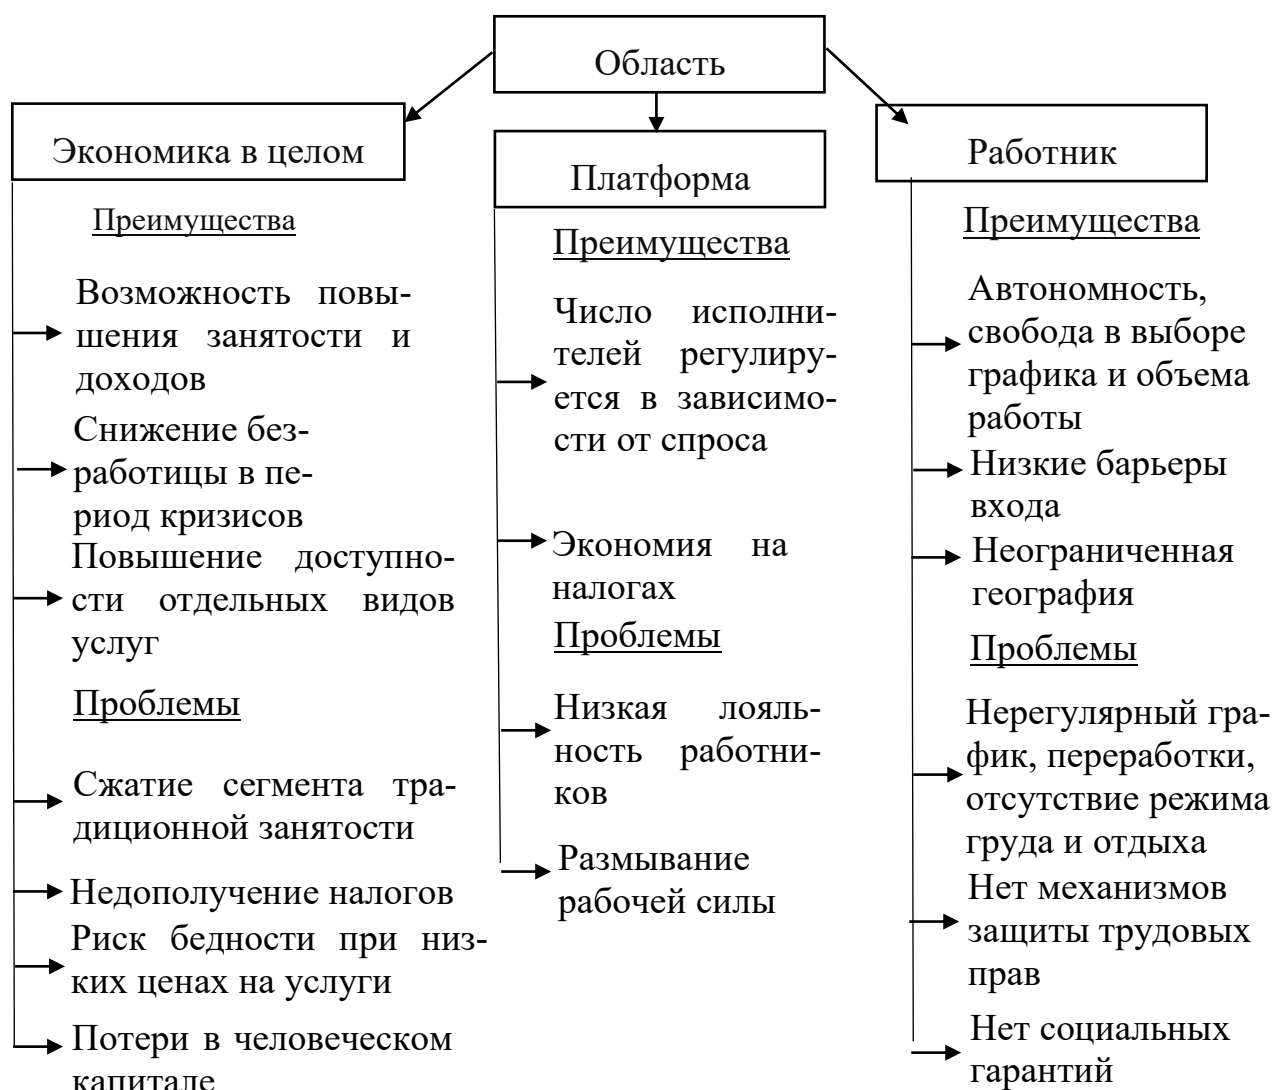 Область
Экономика в целом
Преимущества
Возможность повы-
шения занятости и
доходов
Снижение без-
работицы в пе-
риод кризисов
Повышение доступно-
сти отдельных видов
услуг
Проблемы
Сжатие сегмента тра-
диционной занятости
Недополучение налогов
Риск бедности при низ-
ких ценах на услуги
Потери в человеческом
капитале
Платформа
Преимущества
Число исполни-
телей регулиру-
ется в зависимо-
сти от спроса
Экономия на
налогах
Проблемы
Низкая лояль-
ность работни-
ков
Размывание
рабочей силы
Работник
Преимущества
Автономность,
свобода в выборе
графика и объема
работы
Низкие барьеры
входа
Неограниченная
география
Проблемы
Нерегулярный гра-
фик, переработки,
отсутствие режима
груда и отдыха
Нет механизмов
защиты трудовых
прав
Нет социальных
гарантий